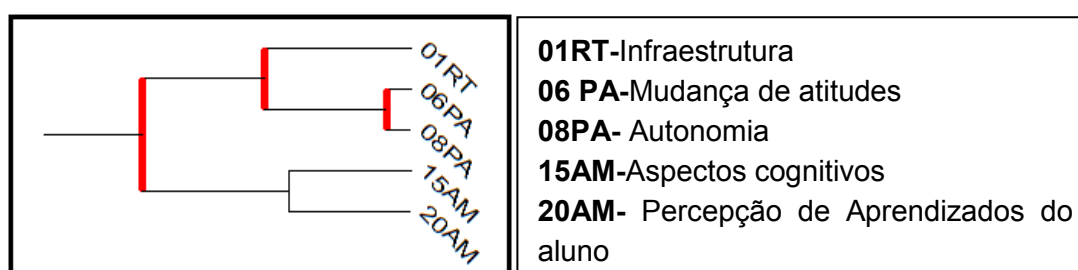 01RT
06PA
08PA
15AM
20AM
01RT-Infraestrutura
06 PA-Mudança de atitudes
08PA- Autonomia
15AM-Aspectos cognitivos
20AM- Percepção de Aprendizados do
aluno